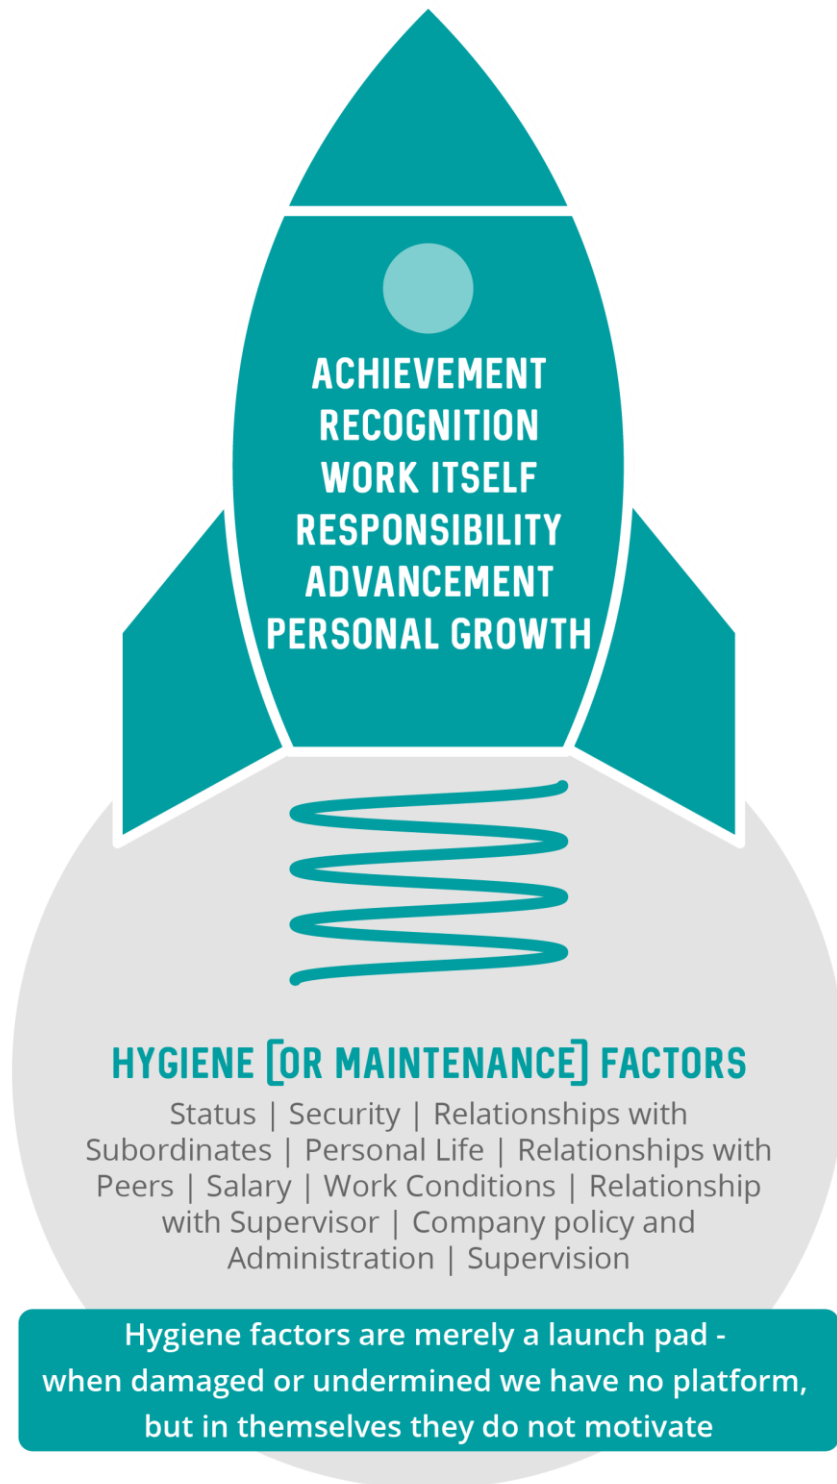 ACHIEVEMENT
RECOGNITION
WORK ITSELF
RESPONSIBILITY
ADVANCEMENT
PERSONAL GROWTH
HYGIENE [OR MAINTENANCE] FACTORS
Status | Security | Relationships with
Subordinates | Personal Life | Relationships with
Peers | Salary | Work Conditions | Relationship
with Supervisor | Company policy and
Administration | Supervision
Hygiene factors are merely a launch pad -
when damaged or undermined we have no platform,
but in themselves they do not motivate